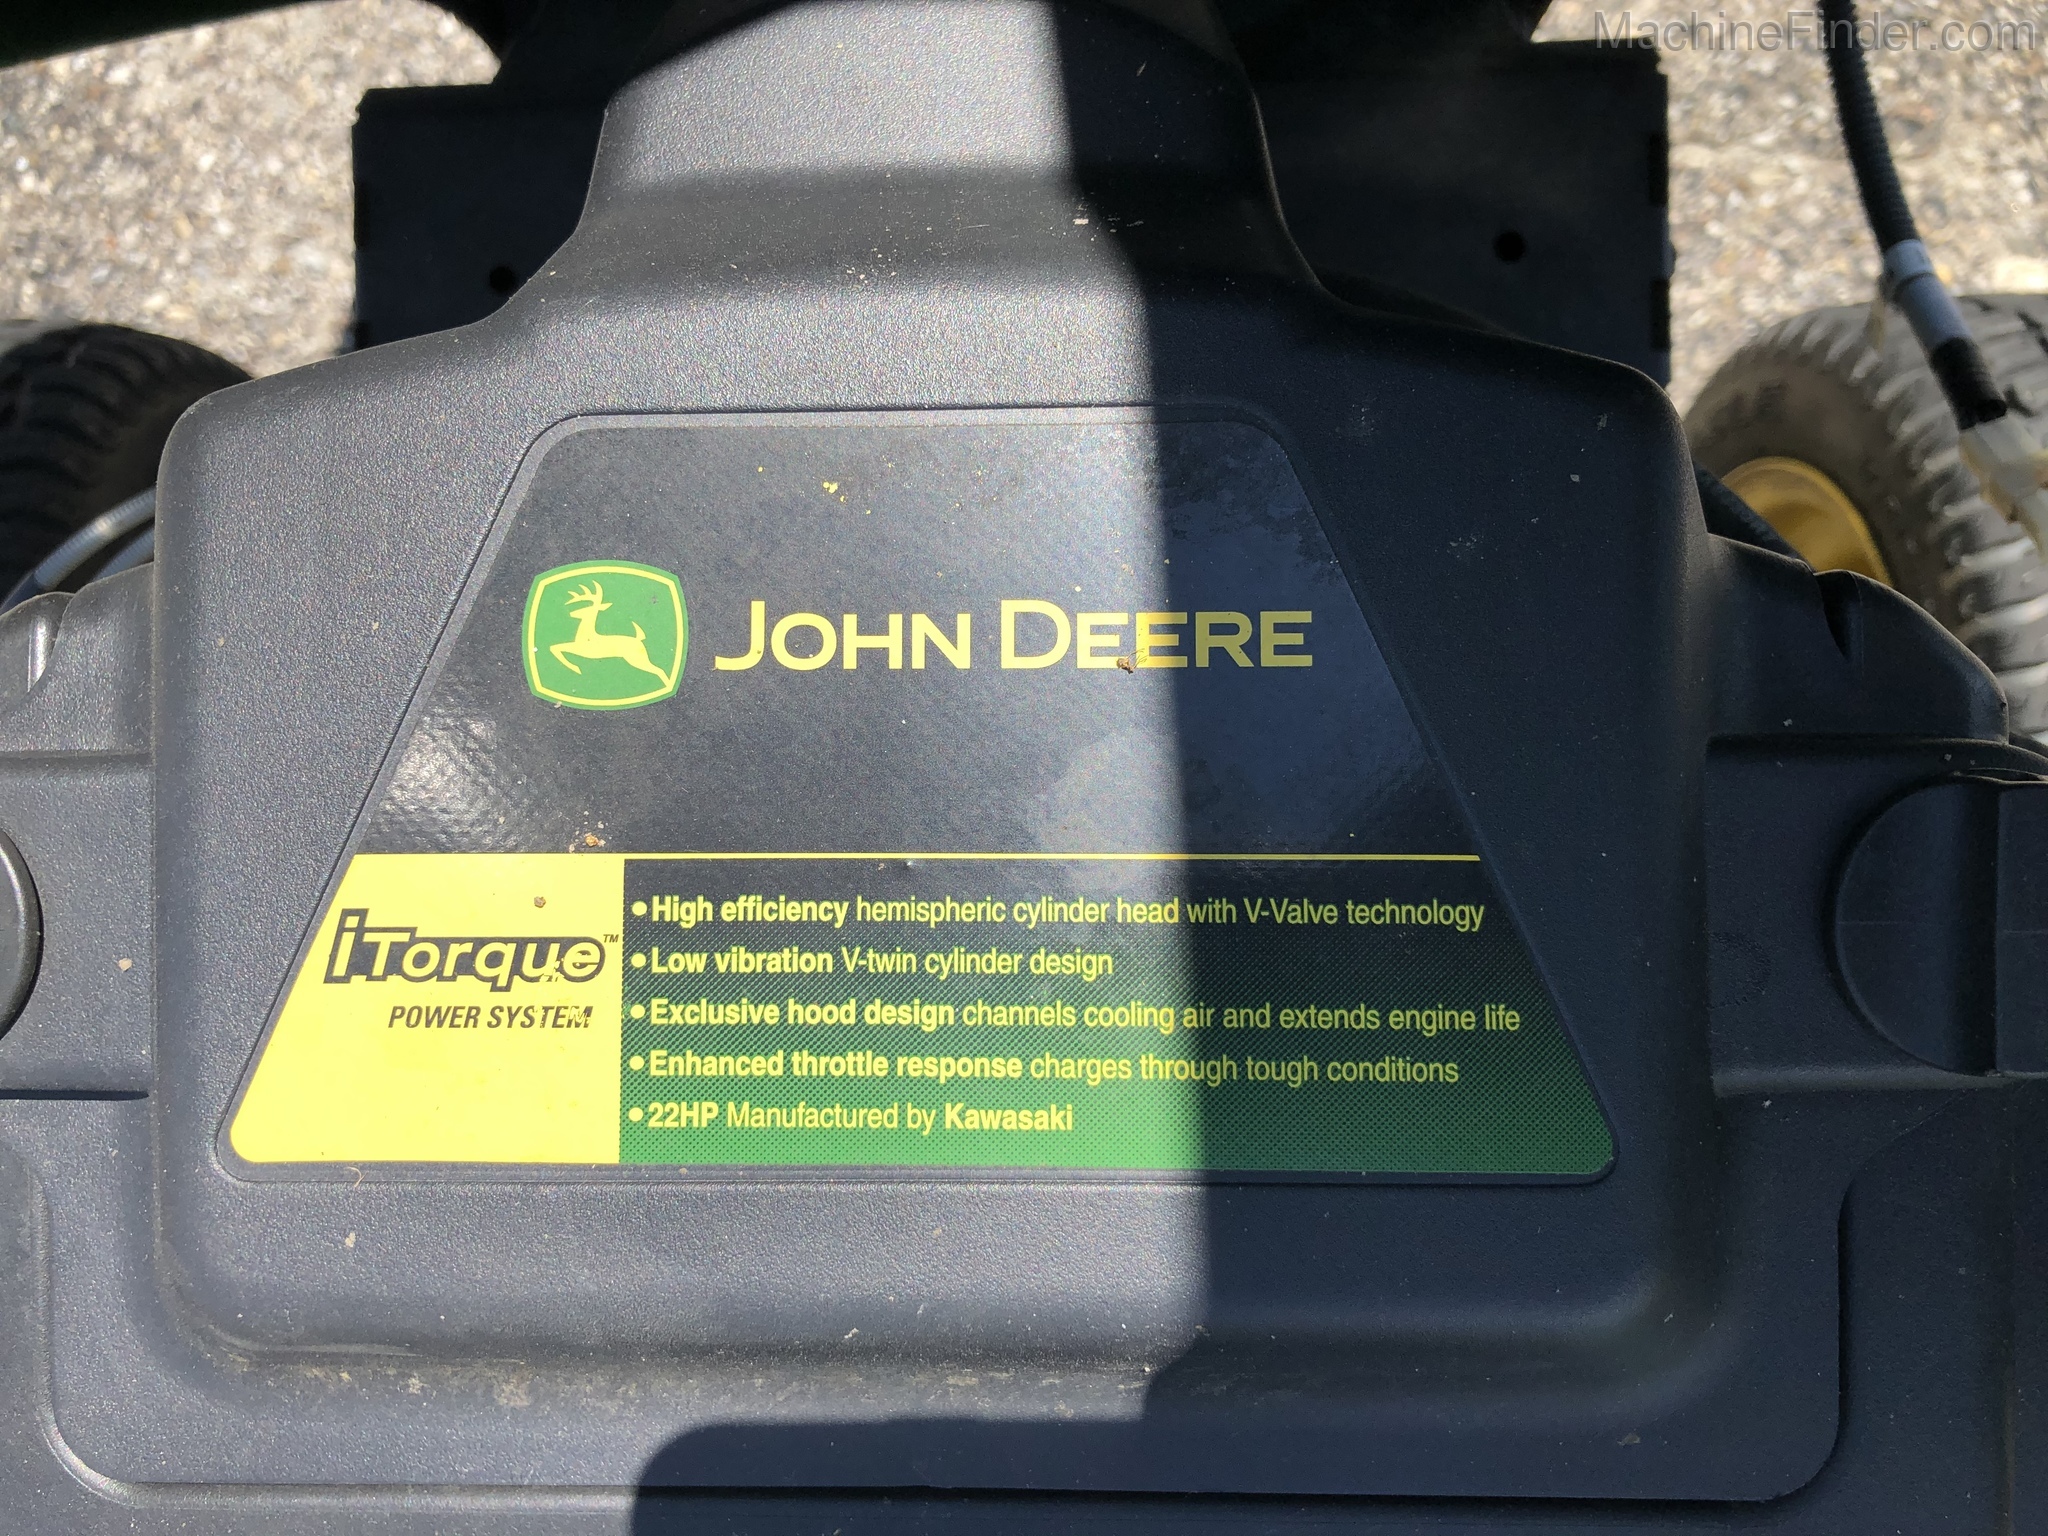 MachineFinder.com
JOHN DEERE
iTorque™
POWER SYSTEM
• High efficiency hemispheric cylinder head with V-Valve technology
• Low vibration V-twin cylinder design
• Exclusive hood design channels cooling air and extends engine life
• Enhanced throttle response charges through tough conditions
• 22HP Manufactured by Kawasaki